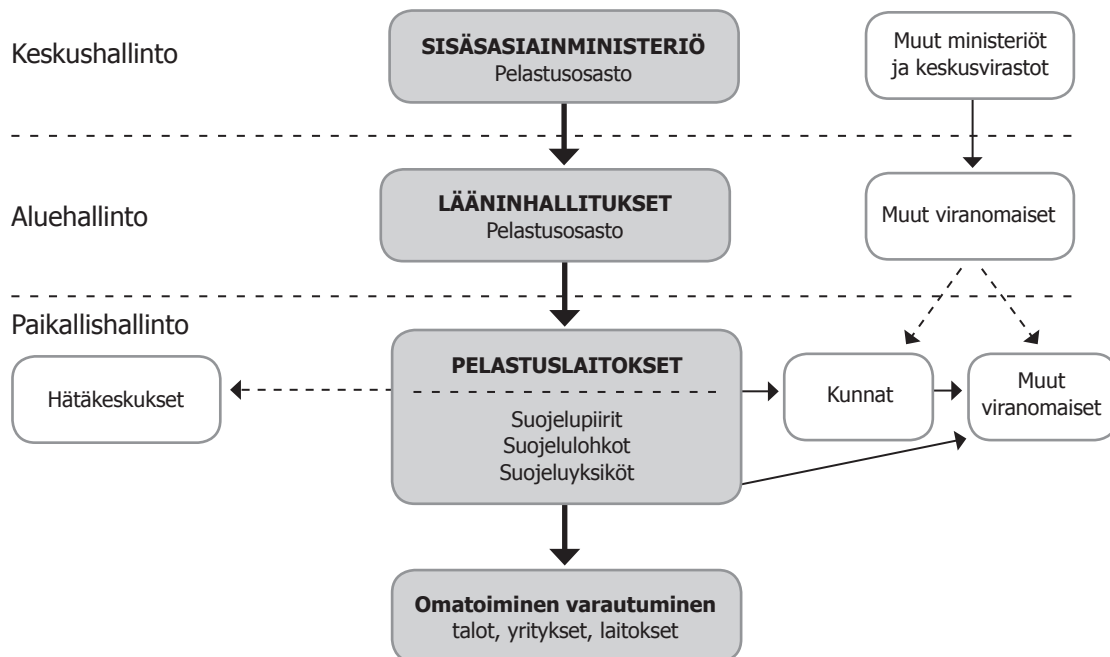 Keskushallinto
SISÄSASIAINMINISTERIÖ
Pelastusosasto
Muut ministeriöt
ja keskusvirastot
Aluehallinto
LÄÄNINHALLITUKSET
Pelastusosasto
Muut viranomaiset
Paikallishallinto
Hätäkeskukset
PELASTUSLAITOKSET
Suojelupiirit
Suojelulohkot
Suojeluyksiköt
Kunnat
Muut
viranomaiset
Omatoiminen varautuminen
talot, yritykset, laitokset